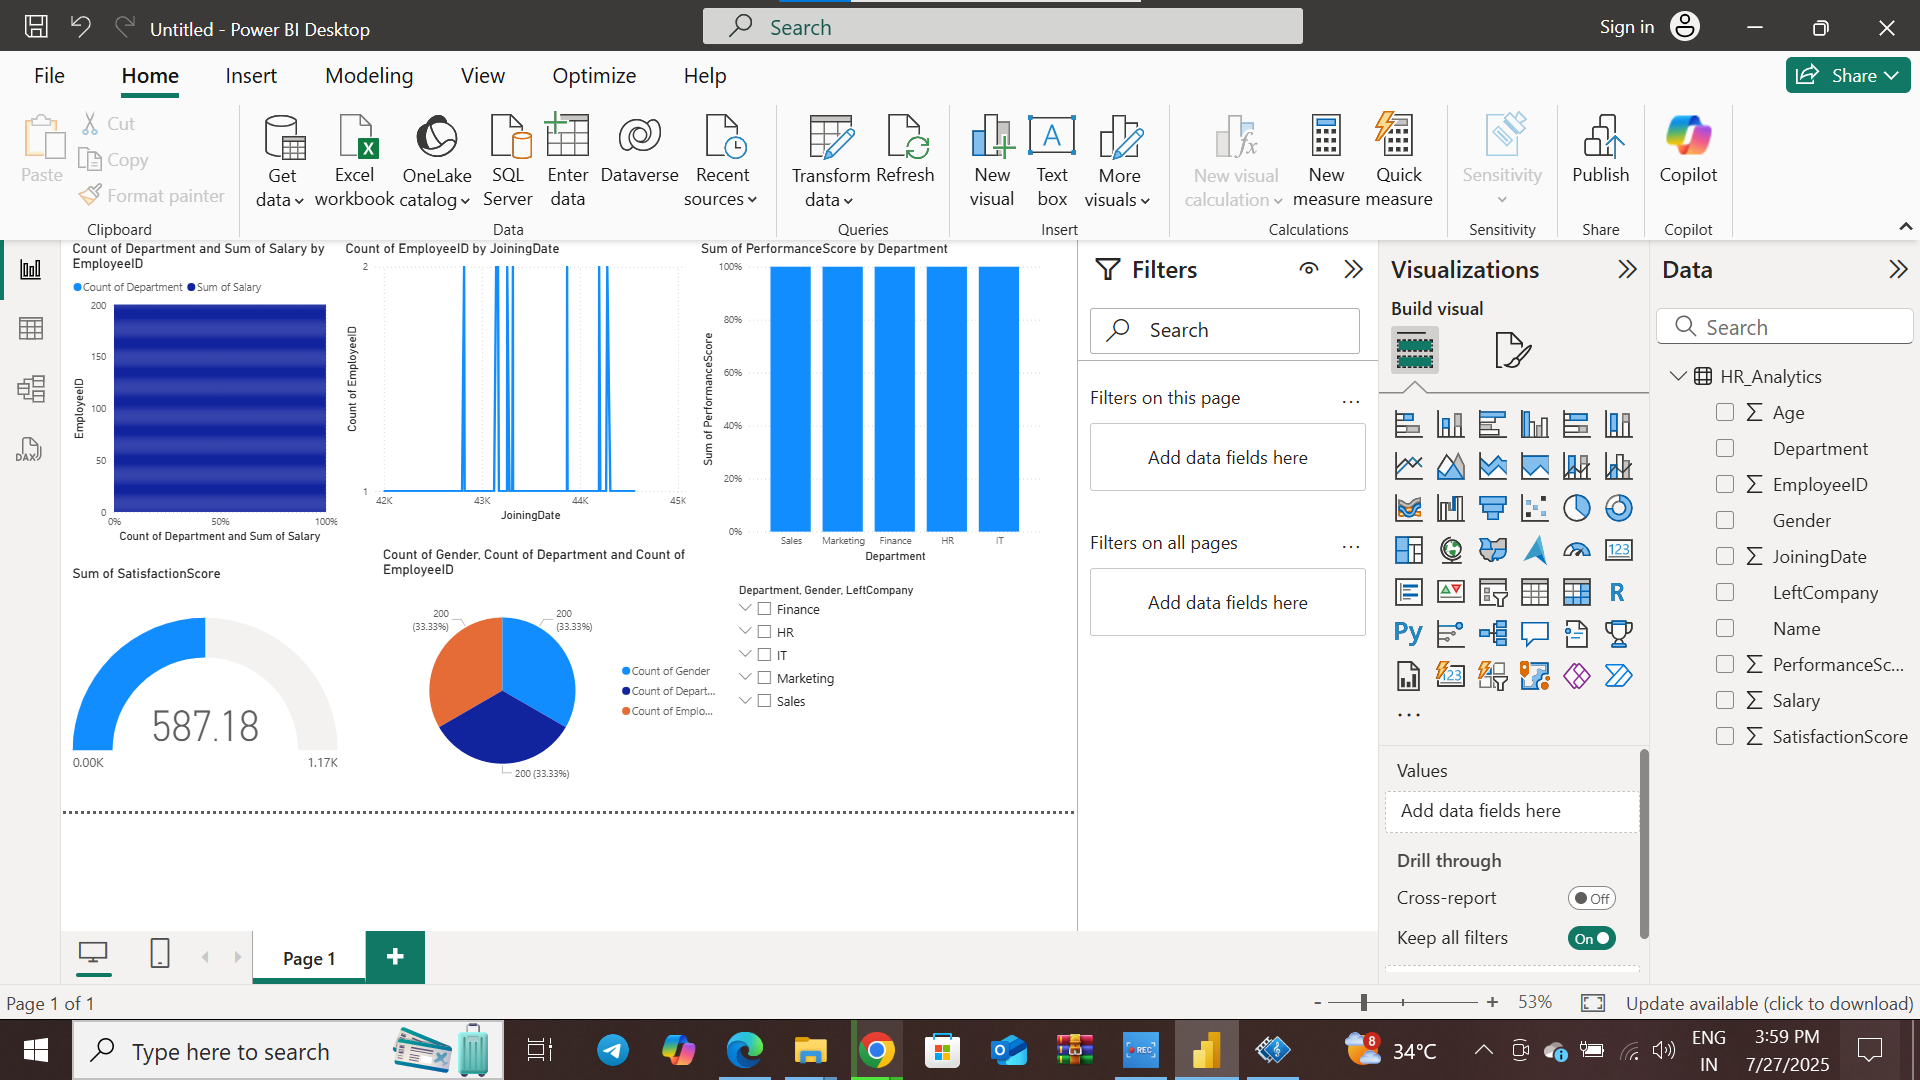 Untitled - Power BI Desktop
Search
Sign in
File
Home
Insert
Modeling
View
Optimize
Help
Share
Paste
Cut
Copy
Format painter
Clipboard
Get data
Excel workbook
OneLake catalog
SQL Server
Enter data
Dataverse
Recent sources
Data
Transform data
Refresh
Queries
New visual
Text box
More visuals
Insert
New visual calculation
New measure
Quick measure
Calculations
Sensitivity
Sensitivity
Publish
Share
Copilot
Copilot
DAX
Count of Department and Sum of Salary by
EmployeeID
Count of Department
Sum of Salary
200
150
100
50
0
EmployeeID
0%
50%
100%
Count of Department and Sum of Salary
Count of EmployeeID by JoiningDate
2
1
Count of EmployeeID
42K
43K
44K
45K
JoiningDate
Sum of PerformanceScore by Department
100%
80%
60%
40%
20%
0%
Sum of PerformanceScore
Sales
Marketing
Finance
HR
IT
Department
Sum of SatisfactionScore
587.18
0.00K
1.17K
Count of Gender, Count of Department and Count of
EmployeeID
200
(33.33%)
200
(33.33%)
200 (33.33%)
Count of Gender
Count of Depart...
Count of Emplo...
Department, Gender, LeftCompany
Finance
HR
IT
Marketing
Sales
Filters
Search
Filters on this page
...
Add data fields here
Filters on all pages
...
Add data fields here
Visualizations
Build visual
123
R
Py
123
...
Values
Add data fields here
Drill through
Cross-report
Off
Keep all filters
On
Data
Search
HR_Analytics
Age
Department
EmployeeID
Gender
JoiningDate
LeftCompany
Name
PerformanceSc...
Salary
SatisfactionScore
Page 1
+
Page 1 of 1
-
+
53%
Update available (click to download)
Type here to search
REC
8
34°C
ENG
IN
3:59 PM
7/27/2025